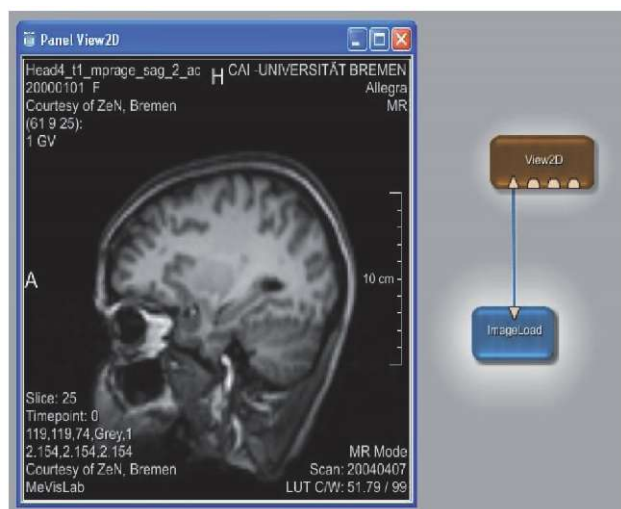 Panel View2D
Head4_t1_mprage_sag_2_ac H CAI -UNIVERSITÄT BREMEN
20000101 F Allegra
Courtesy of ZeN, Bremen MR
(61 9 25):
1 GV
A
10 cm
Slice: 25
Timepoint: 0
119,119,74,Grey,1
2.154,2.154,2.154 MR Mode
Courtesy of ZeN, Bremen Scan: 20040407
MeVisLab LUT C/W: 51.79 / 99
View2D
ImageLoad